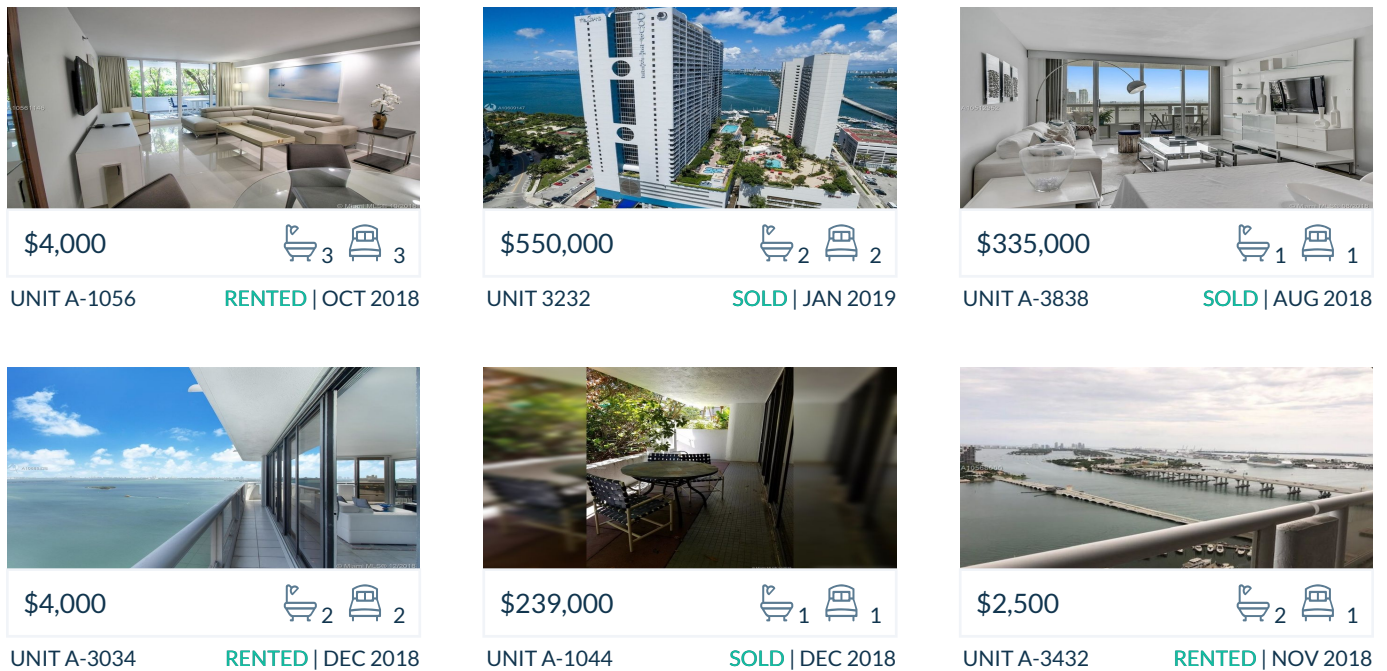 $4,000 3 3
UNIT A-1056 RENTED | OCT 2018
$550,000 2 2
UNIT 3232 SOLD | JAN 2019
$335,000 1 1
UNIT A-3838 SOLD | AUG 2018
$4,000 2 2
UNIT A-3034 RENTED | DEC 2018
$239,000 1 1
UNIT A-1044 SOLD | DEC 2018
$2,500 2 1
UNIT A-3432 RENTED | NOV 2018